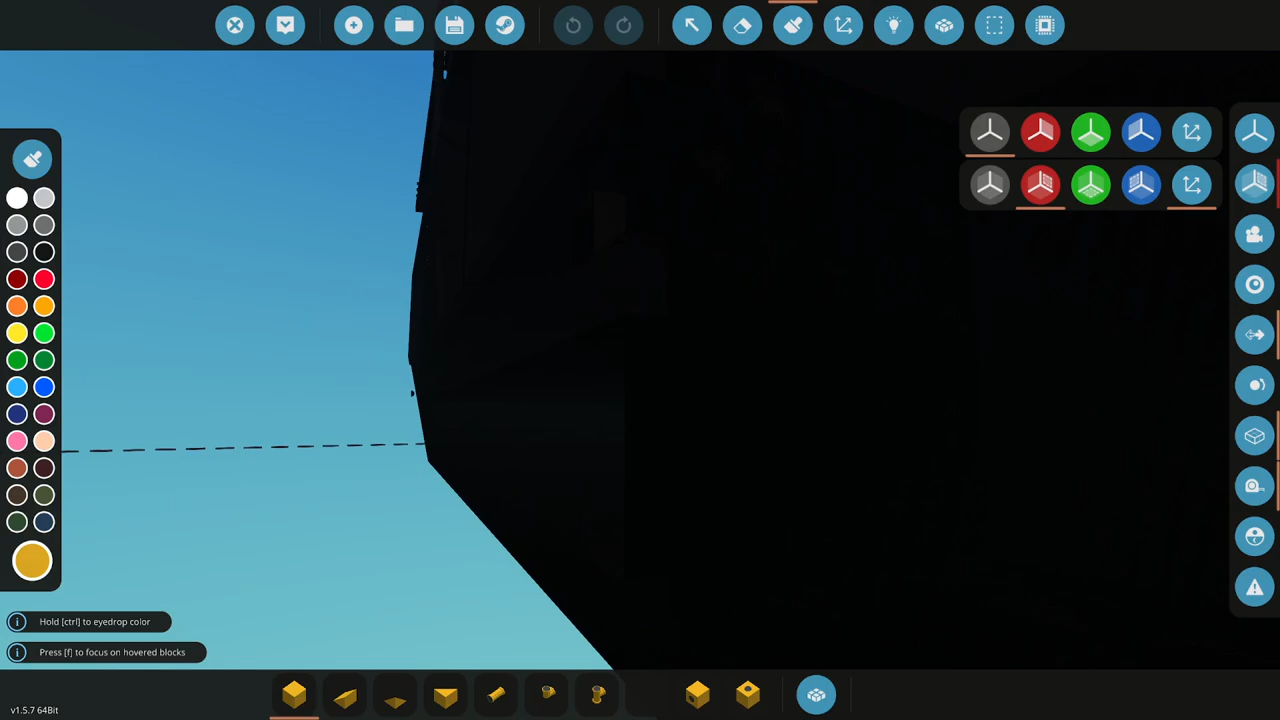 Hold [ctrl] to eyedrop color
Press [f] to focus on hovered blocks
v1.5.7 64Bit